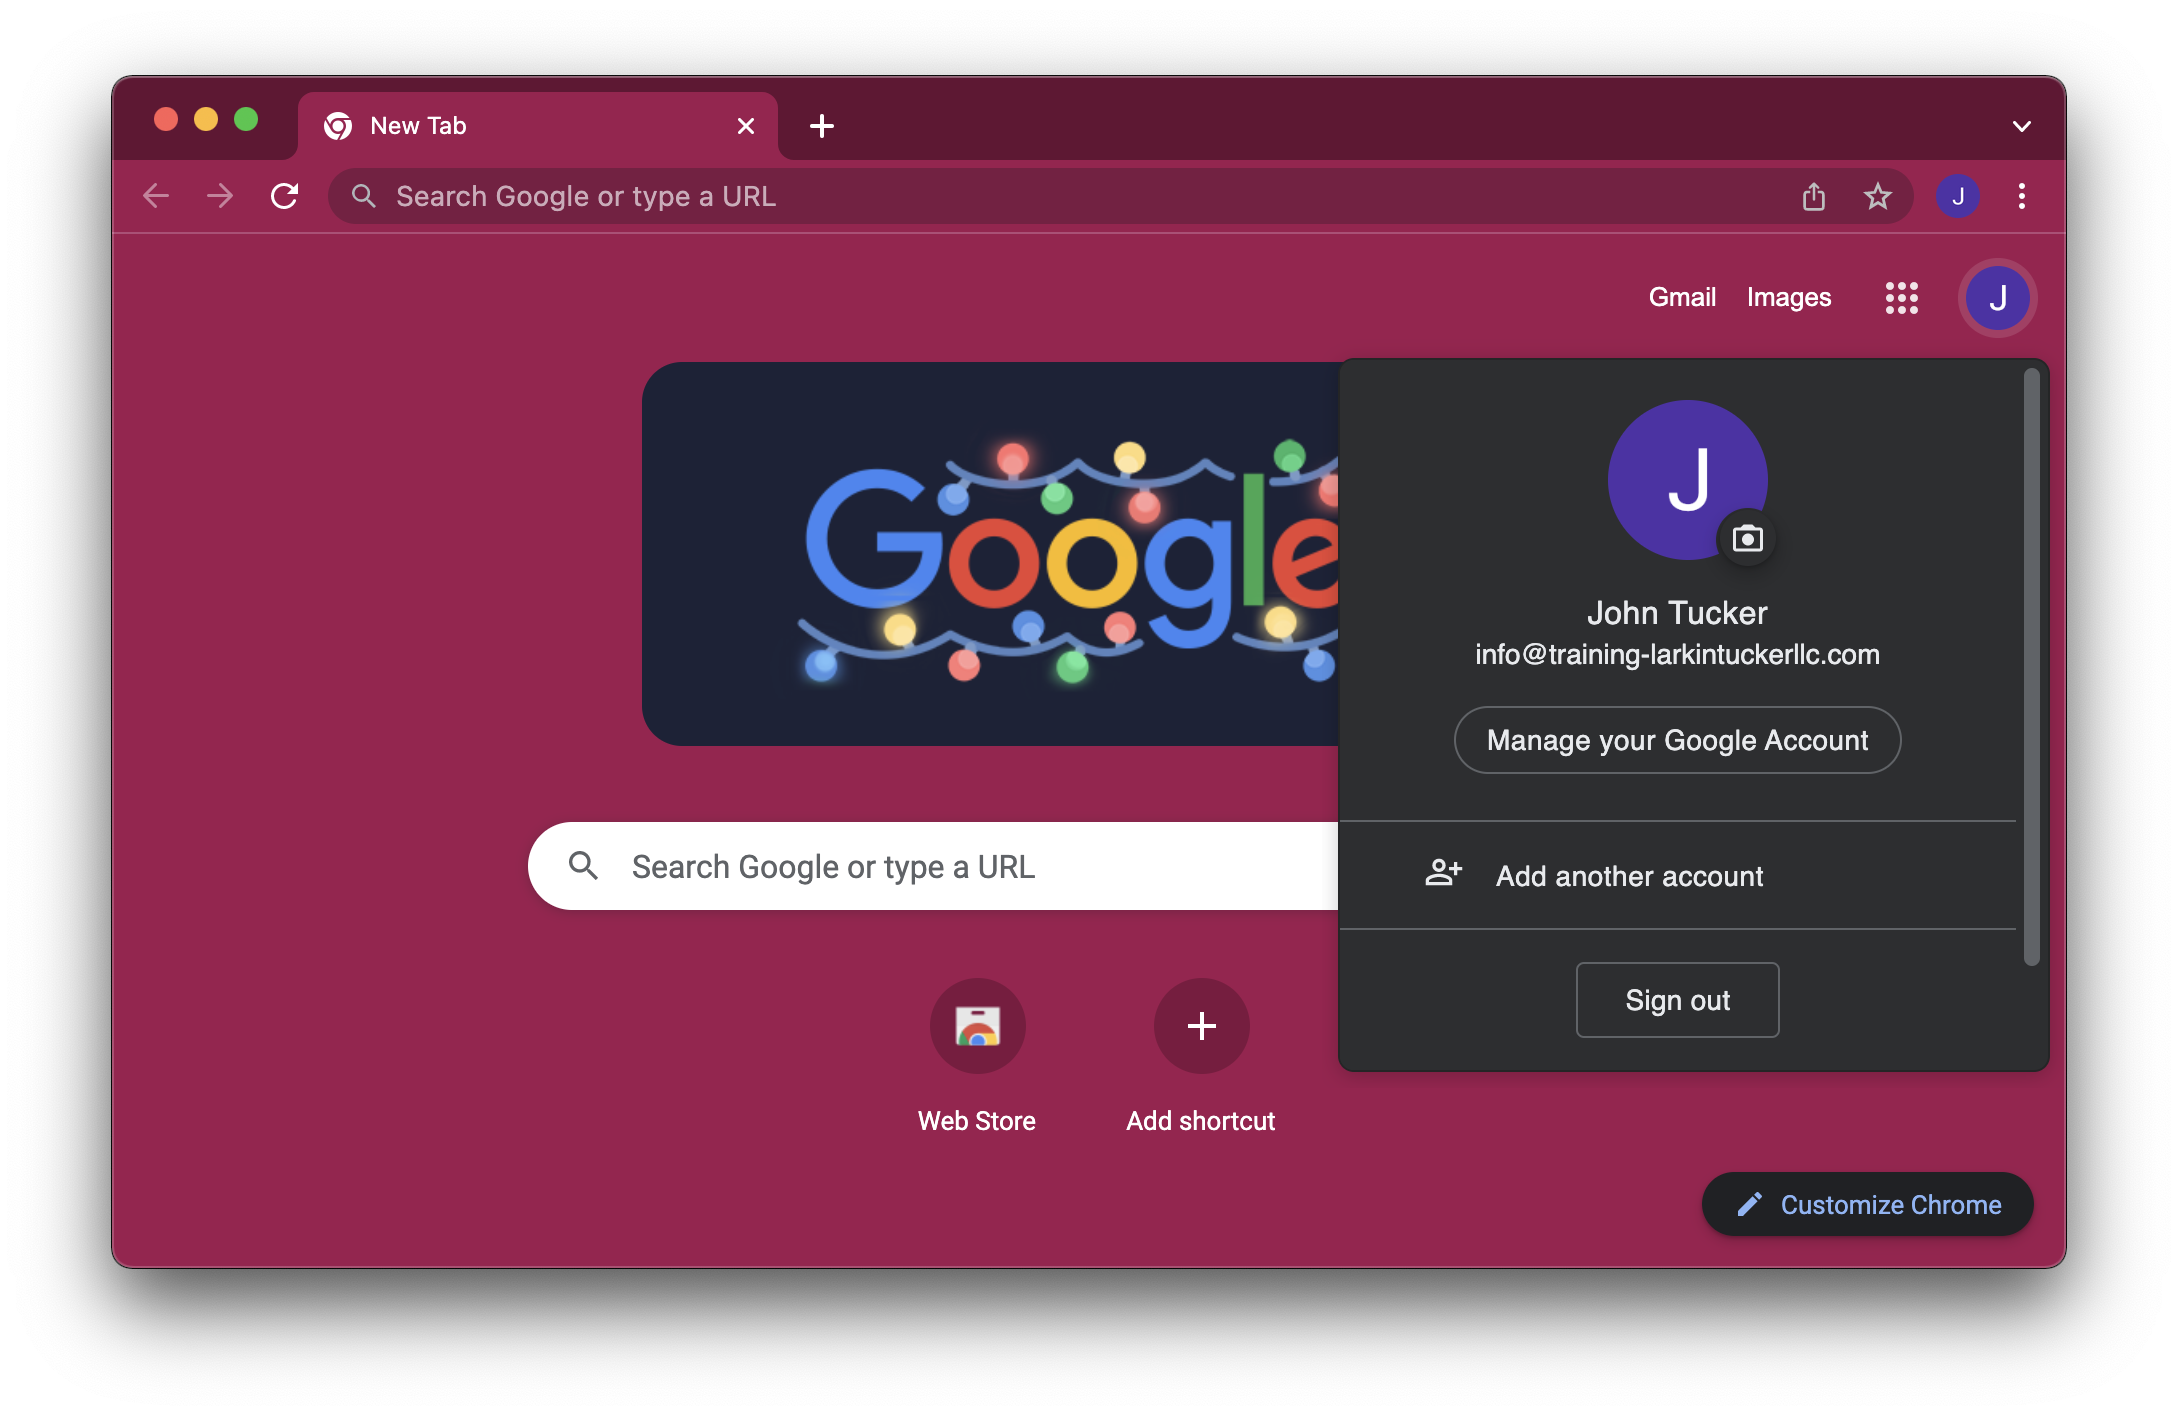 New Tab
Search Google or type a URL
J
Gmail Images
J
Google
J
John Tucker
info@training-larkintuckerllc.com
Manage your Google Account
Search Google or type a URL
Add another account
Sign out
Web Store
Add shortcut
Customize Chrome